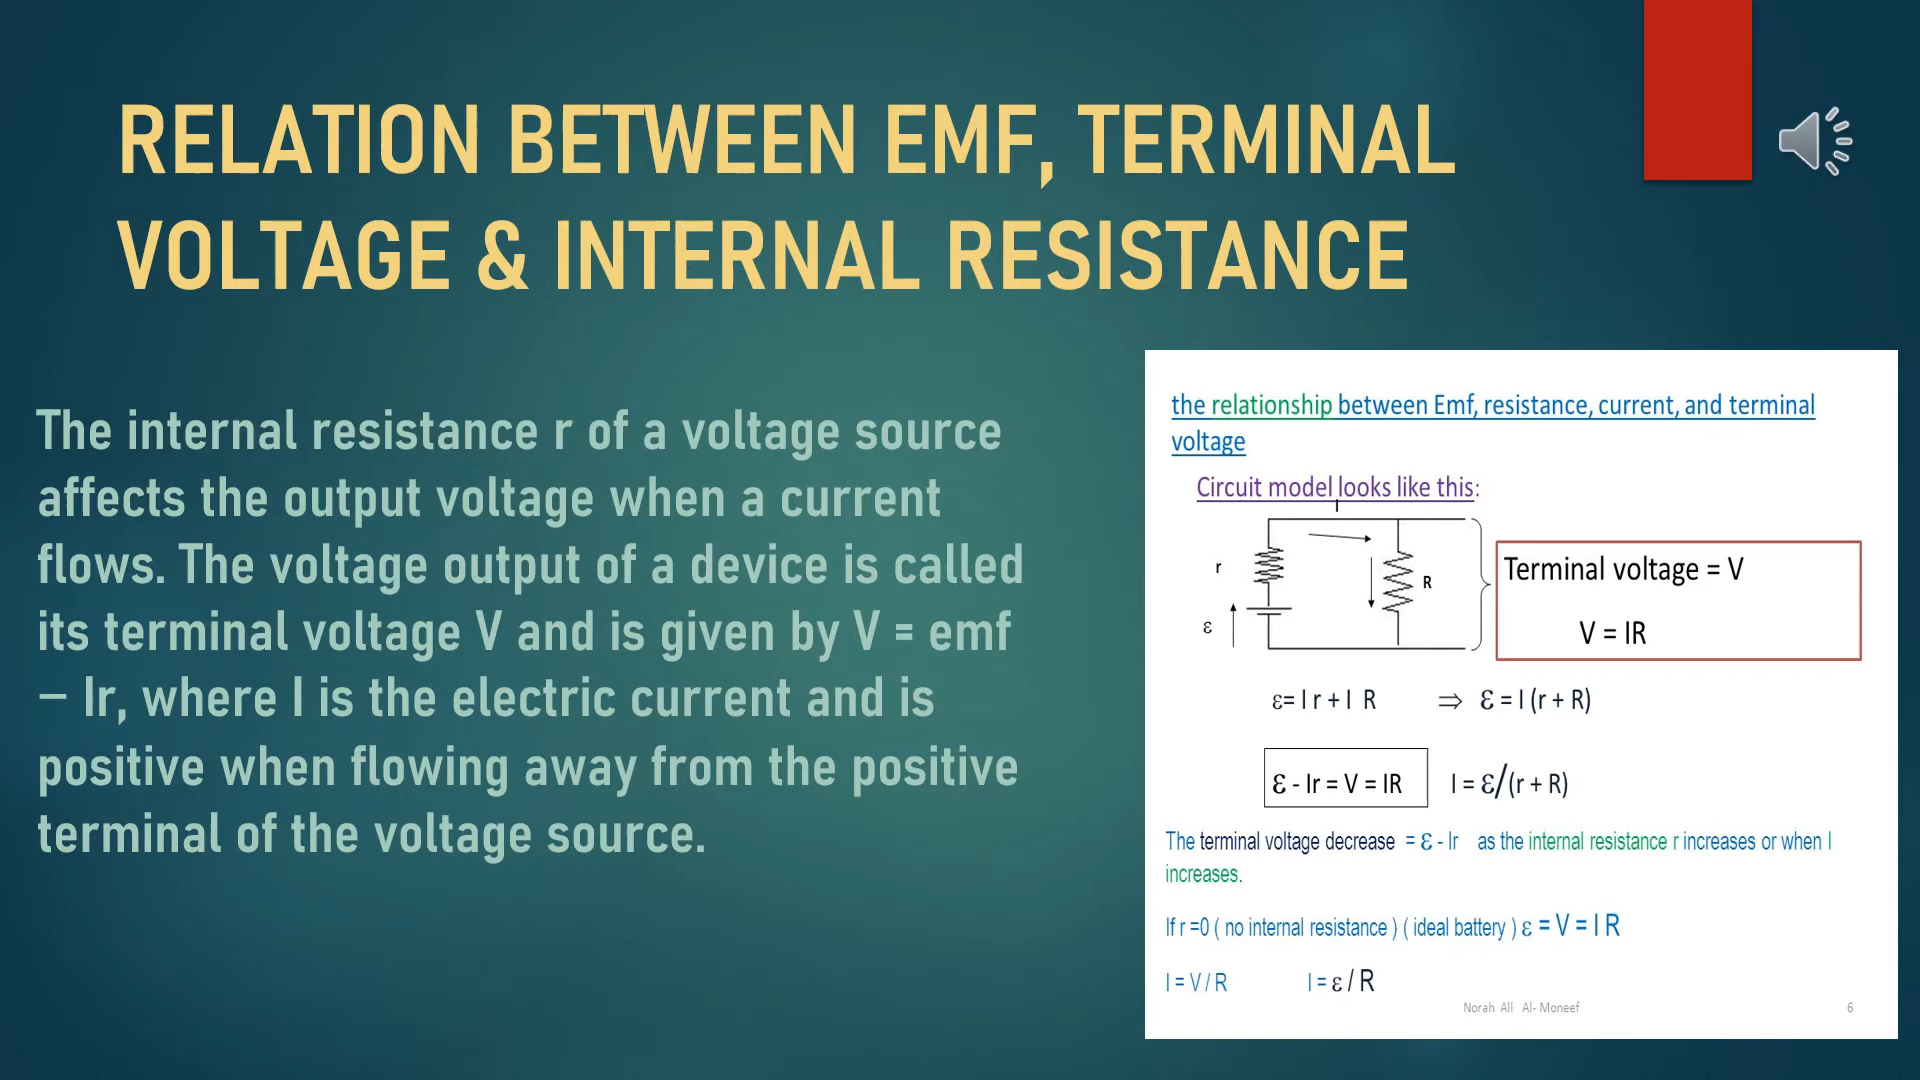 RELATION BETWEEN EMF, TERMINAL
VOLTAGE & INTERNAL RESISTANCE
The internal resistance r of a voltage source
affects the output voltage when a current
flows. The voltage output of a device is called
its terminal voltage V and is given by V = emf
– Ir, where I is the electric current and is
positive when flowing away from the positive
terminal of the voltage source.
the relationship between Emf, resistance, current, and terminal
voltage
Circuit model looks like this:
I
r
R
ε
Terminal voltage = V
V = IR
ε= I r + I R ⇒ ε = I (r + R)
ε - Ir = V = IR I = ε/(r + R)
The terminal voltage decrease = ε - Ir as the internal resistance r increases or when I
increases.
If r =0 ( no internal resistance ) ( ideal battery ) ε = V = I R
I = V / R I = ε / R
Norah Ali Al- Moneef
6